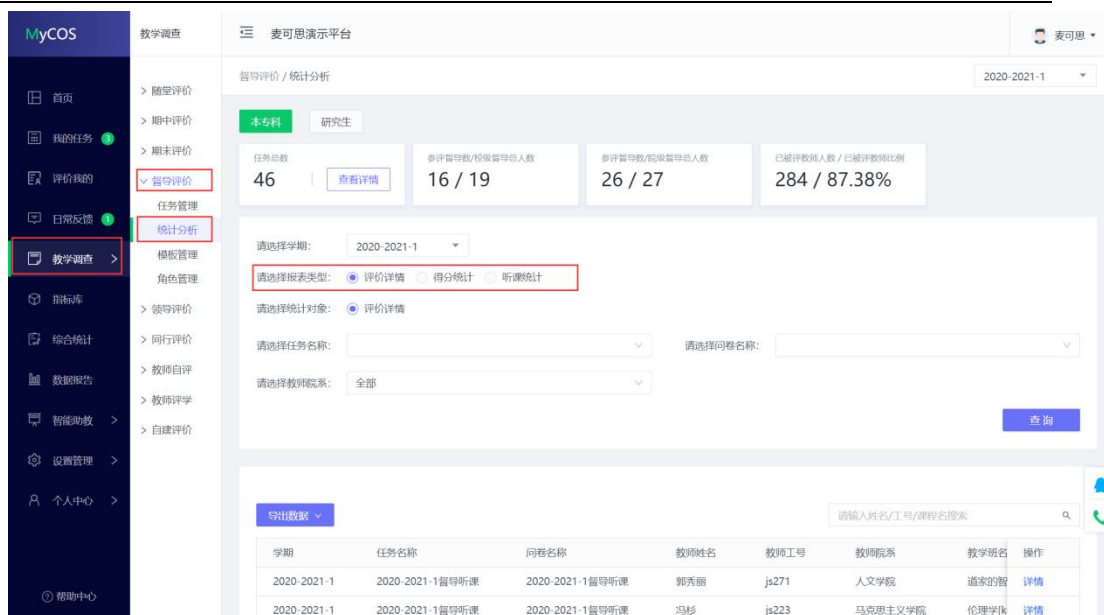 MyCOS
教学调查
麦可思演示平台
麦可思
首页
我的任务 3
评价我的
日常反馈 1
教学调查
指标库
综合统计
数据报告
智能助教
设置管理
个人中心
帮助中心
随堂评价
期中评价
期末评价
督导评价
任务管理
统计分析
模板管理
角色管理
领导评价
同行评价
教师自评
教师评学
自建评价
督导评价 / 统计分析
2020-2021-1
本专科 研究生
任务总数 参评督导数/校级督导总人数 参评督导数/院级督导总人数 已被评教师人数 / 已被评教师比例
46 查看详情 16 / 19 26 / 27 284 / 87.38%
请选择学期: 2020-2021-1
请选择报表类型: 评价详情 得分统计 听课统计
请选择统计对象: 评价详情
请选择任务名称: 请选择问卷名称:
请选择教师院系: 全部
查询
导出数据 请输入姓名/工号/课程名搜索
学期 任务名称 问卷名称 教师姓名 教师工号 教师院系 教学班名 操作
2020-2021-1 2020-2021-1督导听课 2020-2021-1督导听课 郭秀丽 js271 人文学院 道家的智 详情
2020-2021-1 2020-2021-1督导听课 2020-2021-1督导听课 冯杉 js223 马克思主义学院 伦理学[k 详情